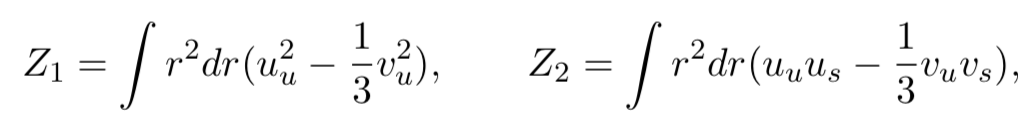 Z_1 = \int r^2 dr(u_u^2 - \frac{1}{3} v_u^2), \qquad Z_2 = \int r^2 dr(u_u u_s - \frac{1}{3} v_u v_s),